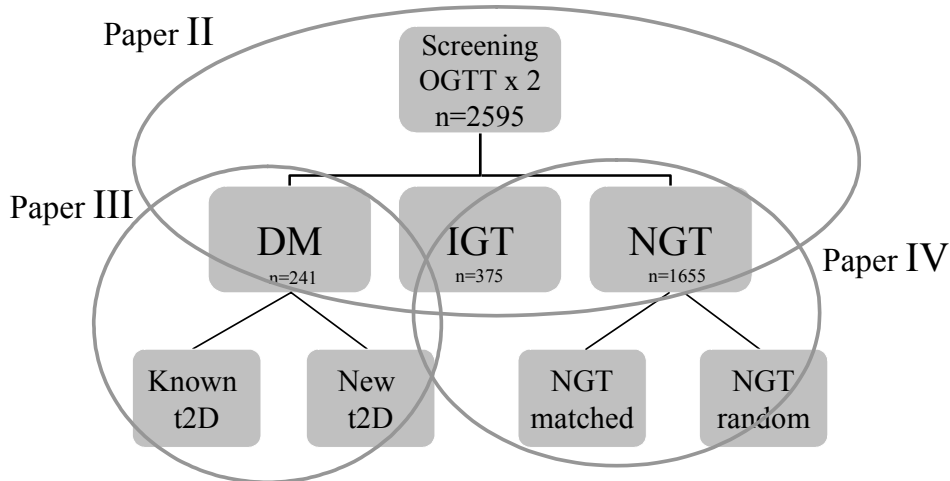 Paper II
Screening
OGTT x 2
n=2595
Paper III
DM
n=241
IGT
n=375
NGT
n=1655
Paper IV
Known
t2D
New
t2D
NGT
matched
NGT
random